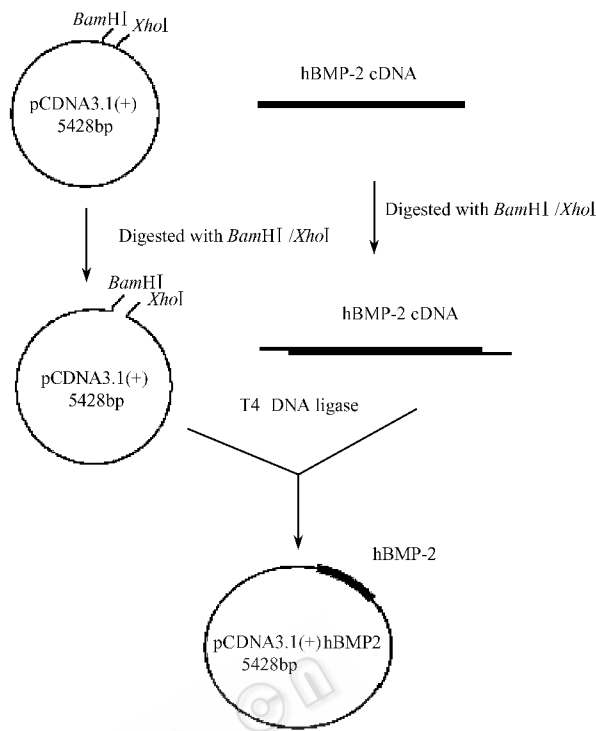 BamHI XhoI
pCDNA3.1(+)
5428bp
hBMP-2 cDNA
Digested with BamHI /XhoI
Digested with BamHI /XhoI
BamHI
XhoI
pCDNA3.1(+)
5428bp
hBMP-2 cDNA
T4 DNA ligase
hBMP-2
pCDNA3.1(+)hBMP2
5428bp